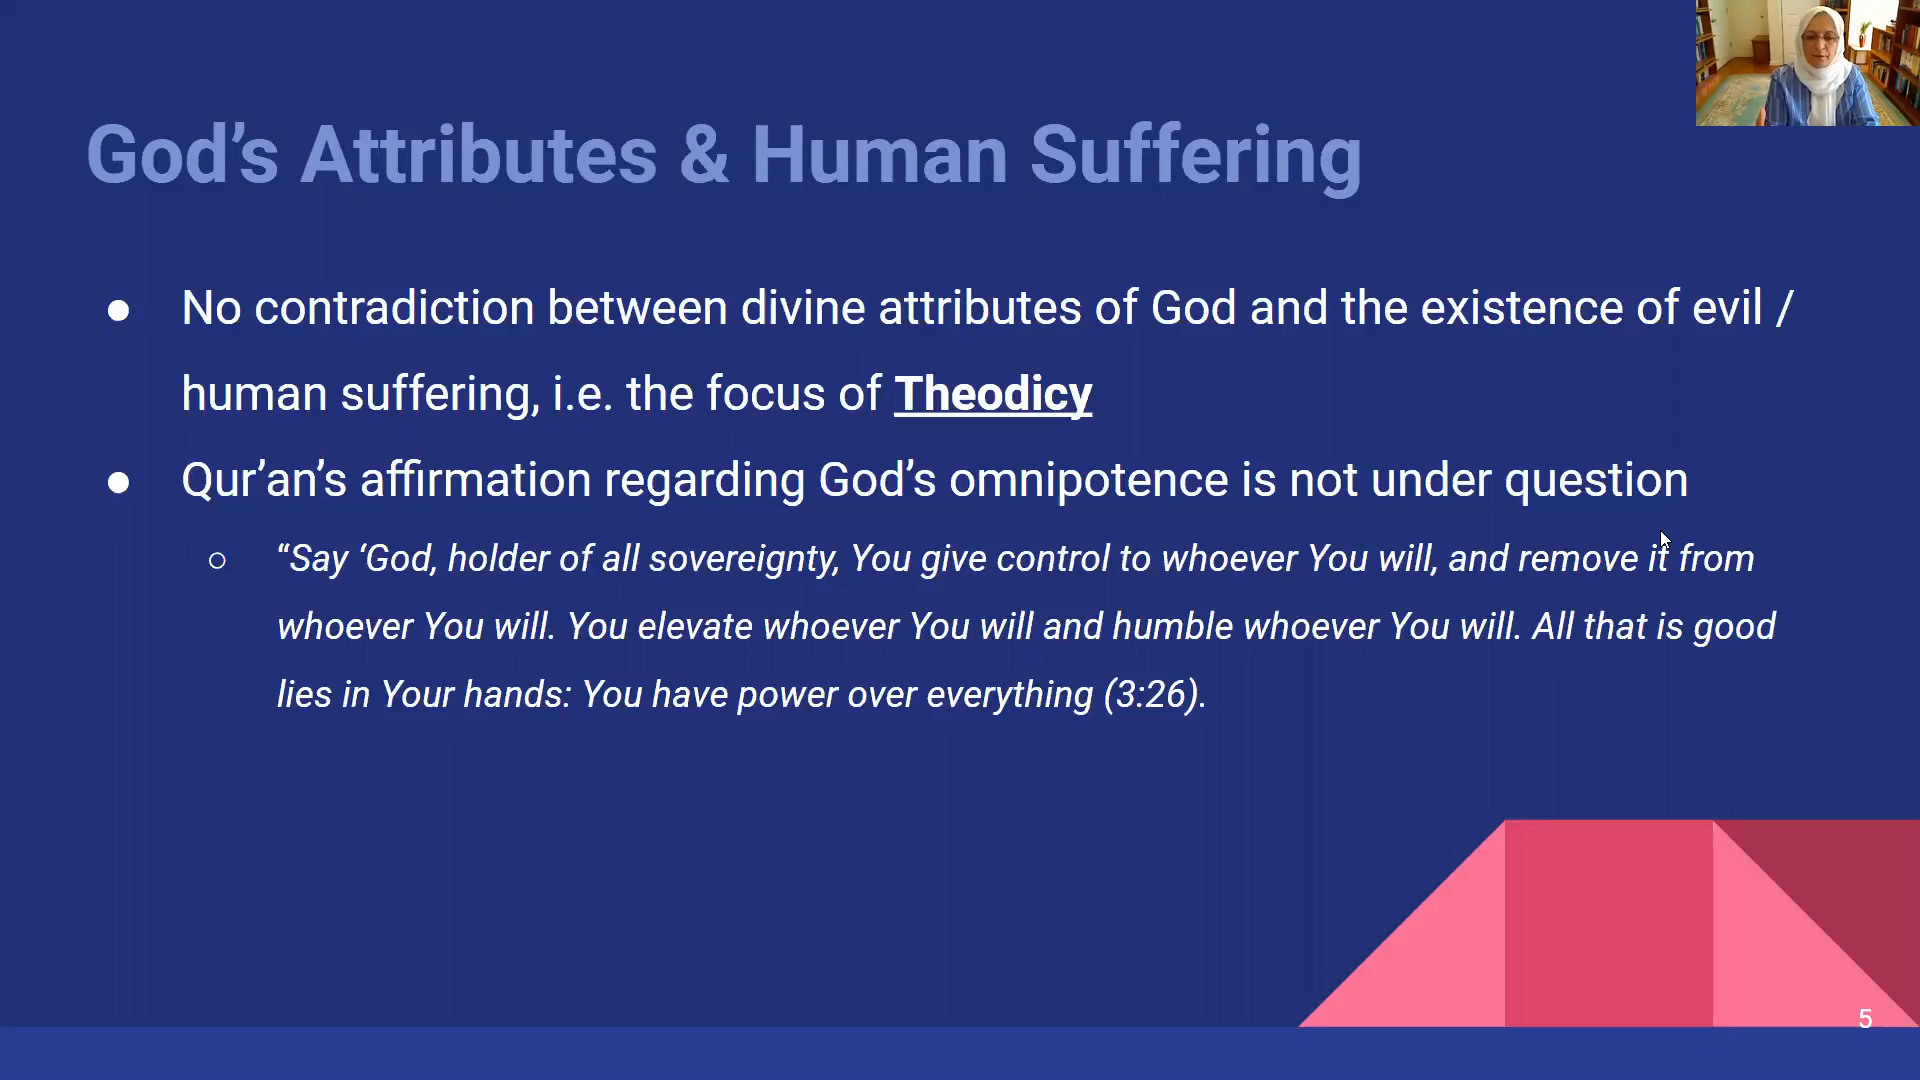 God’s Attributes & Human Suffering
● No contradiction between divine attributes of God and the existence of evil /
human suffering, i.e. the focus of Theodicy
● Qur’an’s affirmation regarding God’s omnipotence is not under question
○ “Say ‘God, holder of all sovereignty, You give control to whoever You will, and remove it from
whoever You will. You elevate whoever You will and humble whoever You will. All that is good
lies in Your hands: You have power over everything (3:26).
5